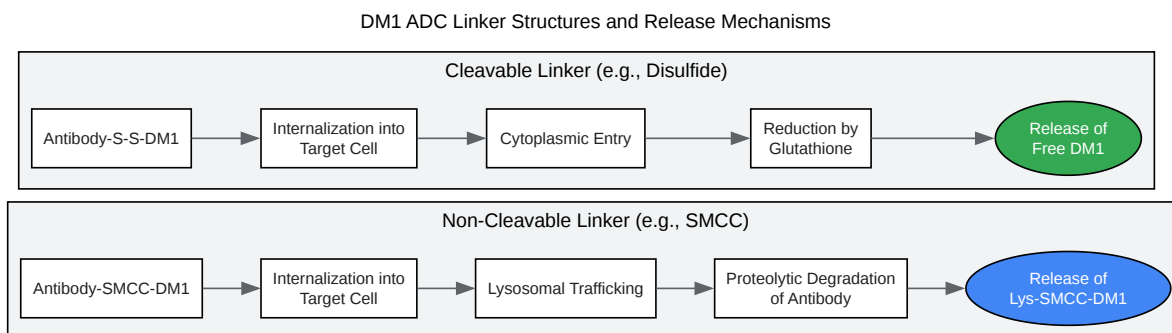 DM1 ADC Linker Structures and Release Mechanisms
Cleavable Linker (e.g., Disulfide)
Antibody-S-S-DM1
Internalization into
Target Cell
Cytoplasmic Entry
Reduction by
Glutathione
Release of
Free DM1
Non-Cleavable Linker (e.g., SMCC)
Antibody-SMCC-DM1
Internalization into
Target Cell
Lysosomal Trafficking
Proteolytic Degradation
of Antibody
Release of
Lys-SMCC-DM1